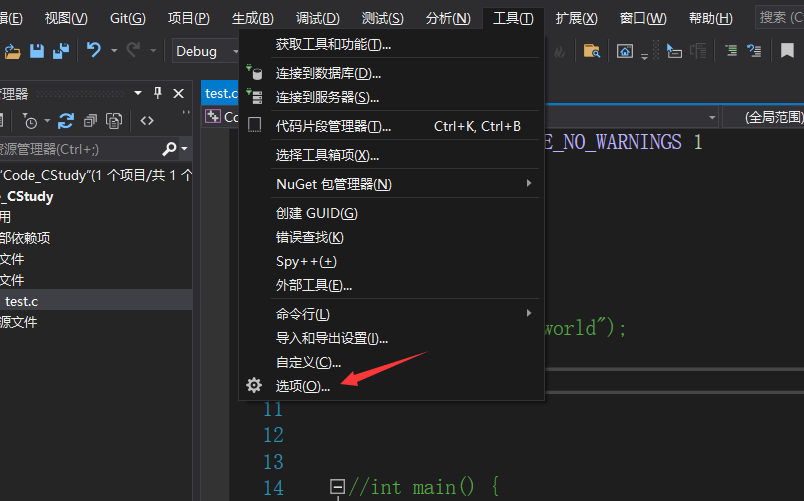 辑(E) 视图(V) Git(G) 项目(P) 生成(B) 调试(D) 测试(S) 分析(N) 工具(T) 扩展(X) 窗口(W) 帮助(H) 搜索 (C
Debug
获取工具和功能(T)...
连接到数据库(D)...
连接到服务器(S)...
代码片段管理器(T)... Ctrl+K, Ctrl+B
选择工具箱项(X)...
NuGet 包管理器(N)
创建 GUID(G)
错误查找(K)
Spy++(+)
外部工具(E)...
命令行(L)
导入和导出设置(I)...
自定义(C)...
选项(O)...
管理器
资源管理器(Ctrl+;)
"Code_CStudy"(1 个项目/共 1 个
_CStudy
用
部依赖项
文件
文件
test.c
源文件
test.c
Co
(全局范围)
E_NO_WARNINGS 1
world");
11
12
13
14 //int main() {